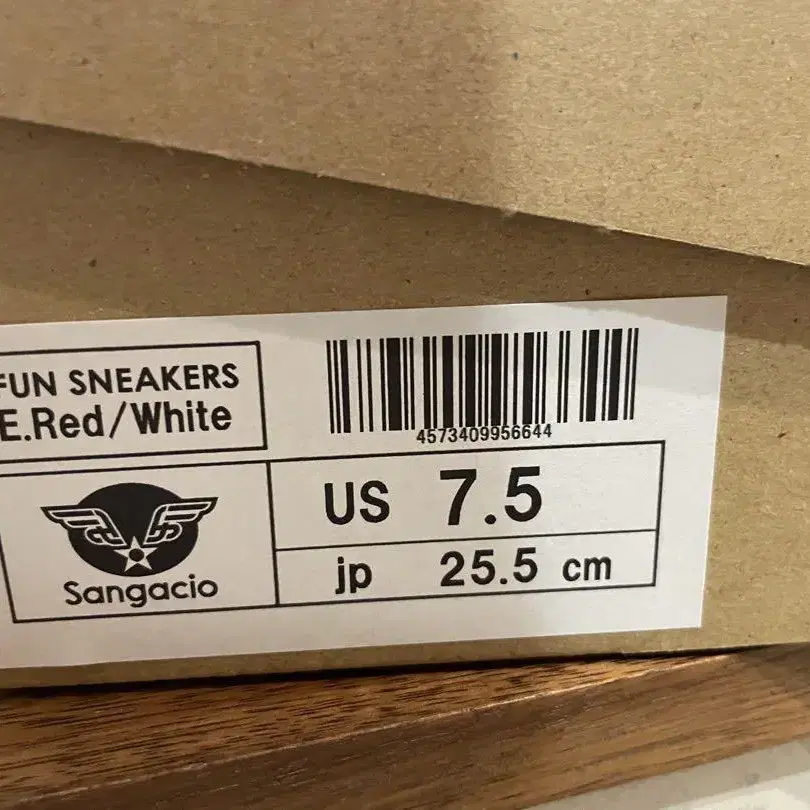 FUN SNEAKERS
E.Red/White
4573409956644
Sangacio
US 7.5
jp 25.5 cm